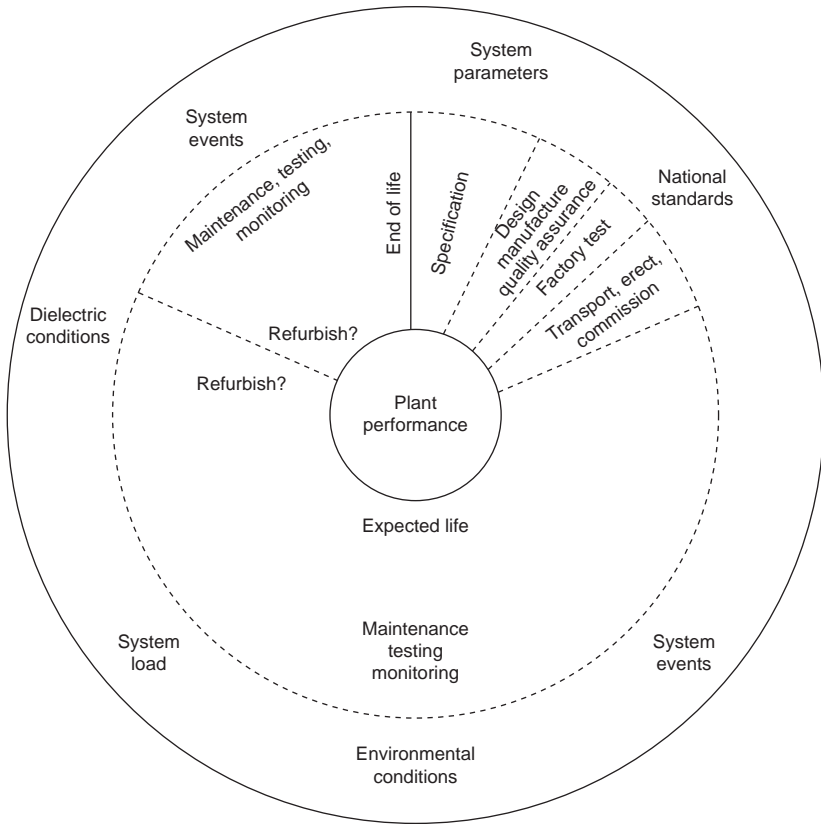 System
parameters
System
events
Maintenance, testing,
monitoring
End of life
Specification
Design
manufacture
quality assurance
Factory test
Transport, erect,
commission
National
standards
Dielectric
conditions
Refurbish?
Refurbish?
Plant
performance
Expected life
Maintenance
testing
monitoring
System
load
System
events
Environmental
conditions